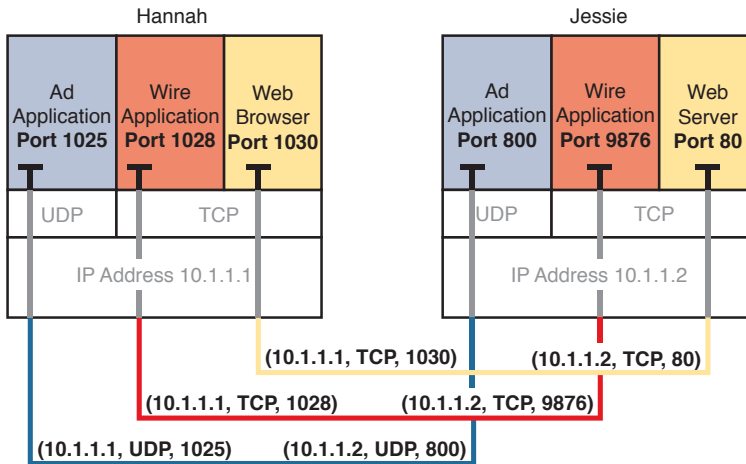 Hannah
Jessie
Ad
Application
Port 1025
Wire
Application
Port 1028
Web
Browser
Port 1030
Ad
Application
Port 800
Wire
Application
Port 9876
Web
Server
Port 80
UDP
TCP
UDP
TCP
IP Address 10.1.1.1
IP Address 10.1.1.2
(10.1.1.1, TCP, 1030)
(10.1.1.2, TCP, 80)
(10.1.1.1, TCP, 1028)
(10.1.1.2, TCP, 9876)
(10.1.1.1, UDP, 1025)
(10.1.1.2, UDP, 800)